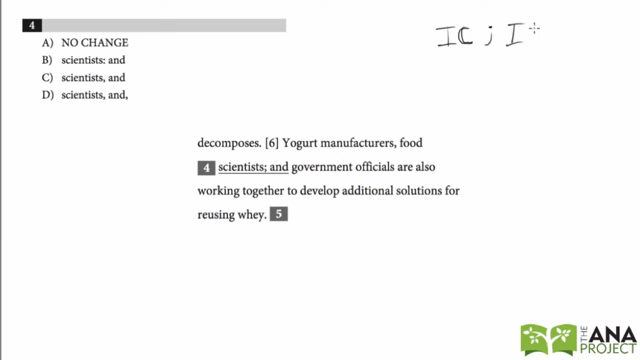 4
A) NO CHANGE
B) scientists: and
C) scientists, and
D) scientists, and,
IC ; I
decomposes. [6] Yogurt manufacturers, food
4 scientists; and government officials are also
working together to develop additional solutions for
reusing whey. 5
THE ANA
PROJECT